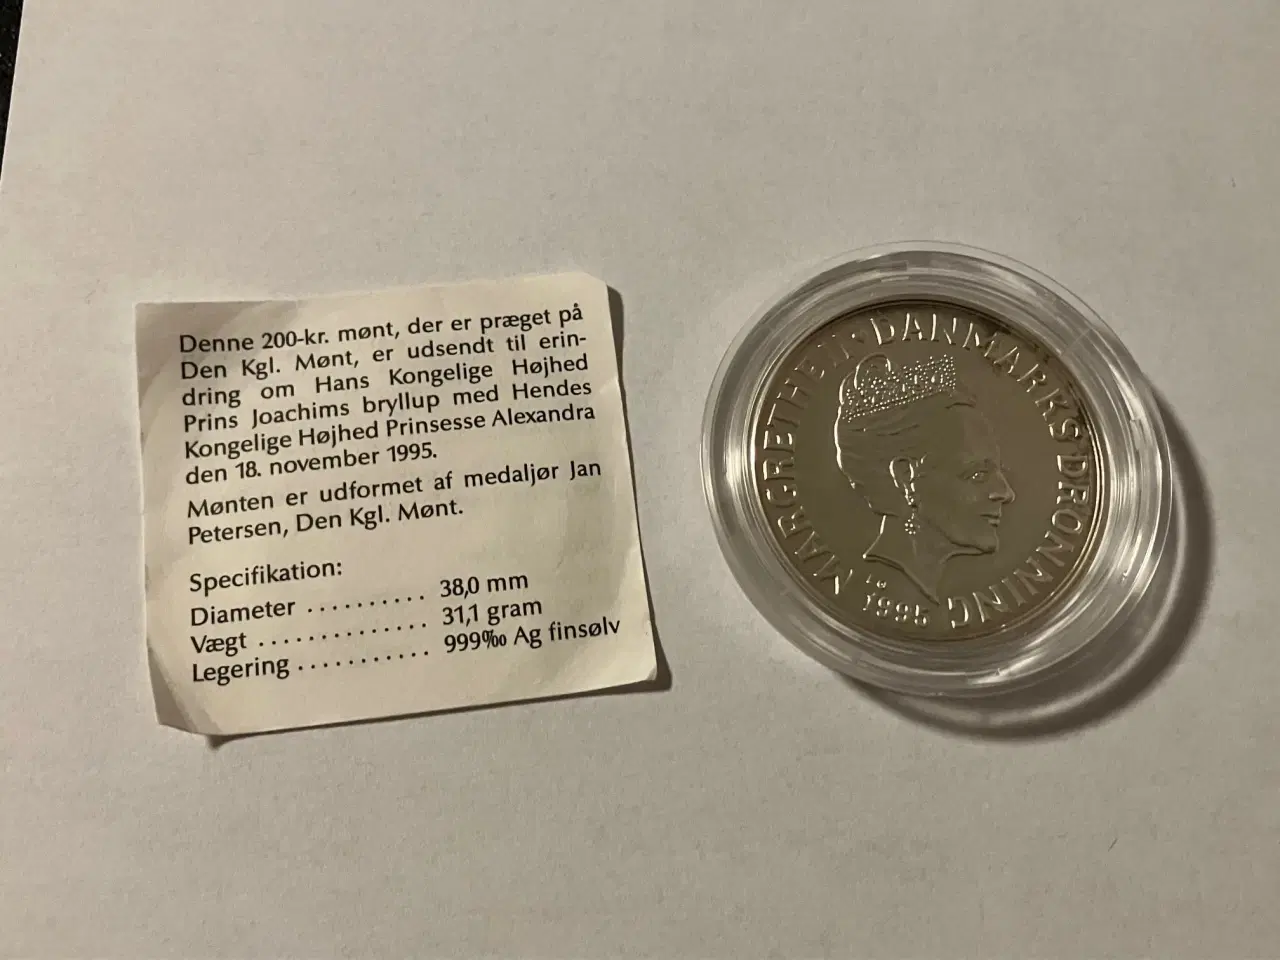 Denne 200-kr. mønt, der er præget på
Den Kgl. Mønt, er udsendt til erin-
dring om Hans Kongelige Højhed
Prins Joachims bryllup med Hendes
Kongelige Højhed Prinsesse Alexandra
den 18. november 1995.
Mønten er udformet af medaljør Jan
Petersen, Den Kgl. Mønt.
Specifikation:
Diameter .......... 38,0 mm
Vægt .............. 31,1 gram
Legering ........... 999‰ Ag finsølv
MARGRETHE II · DANMARKS DRONNING
1995